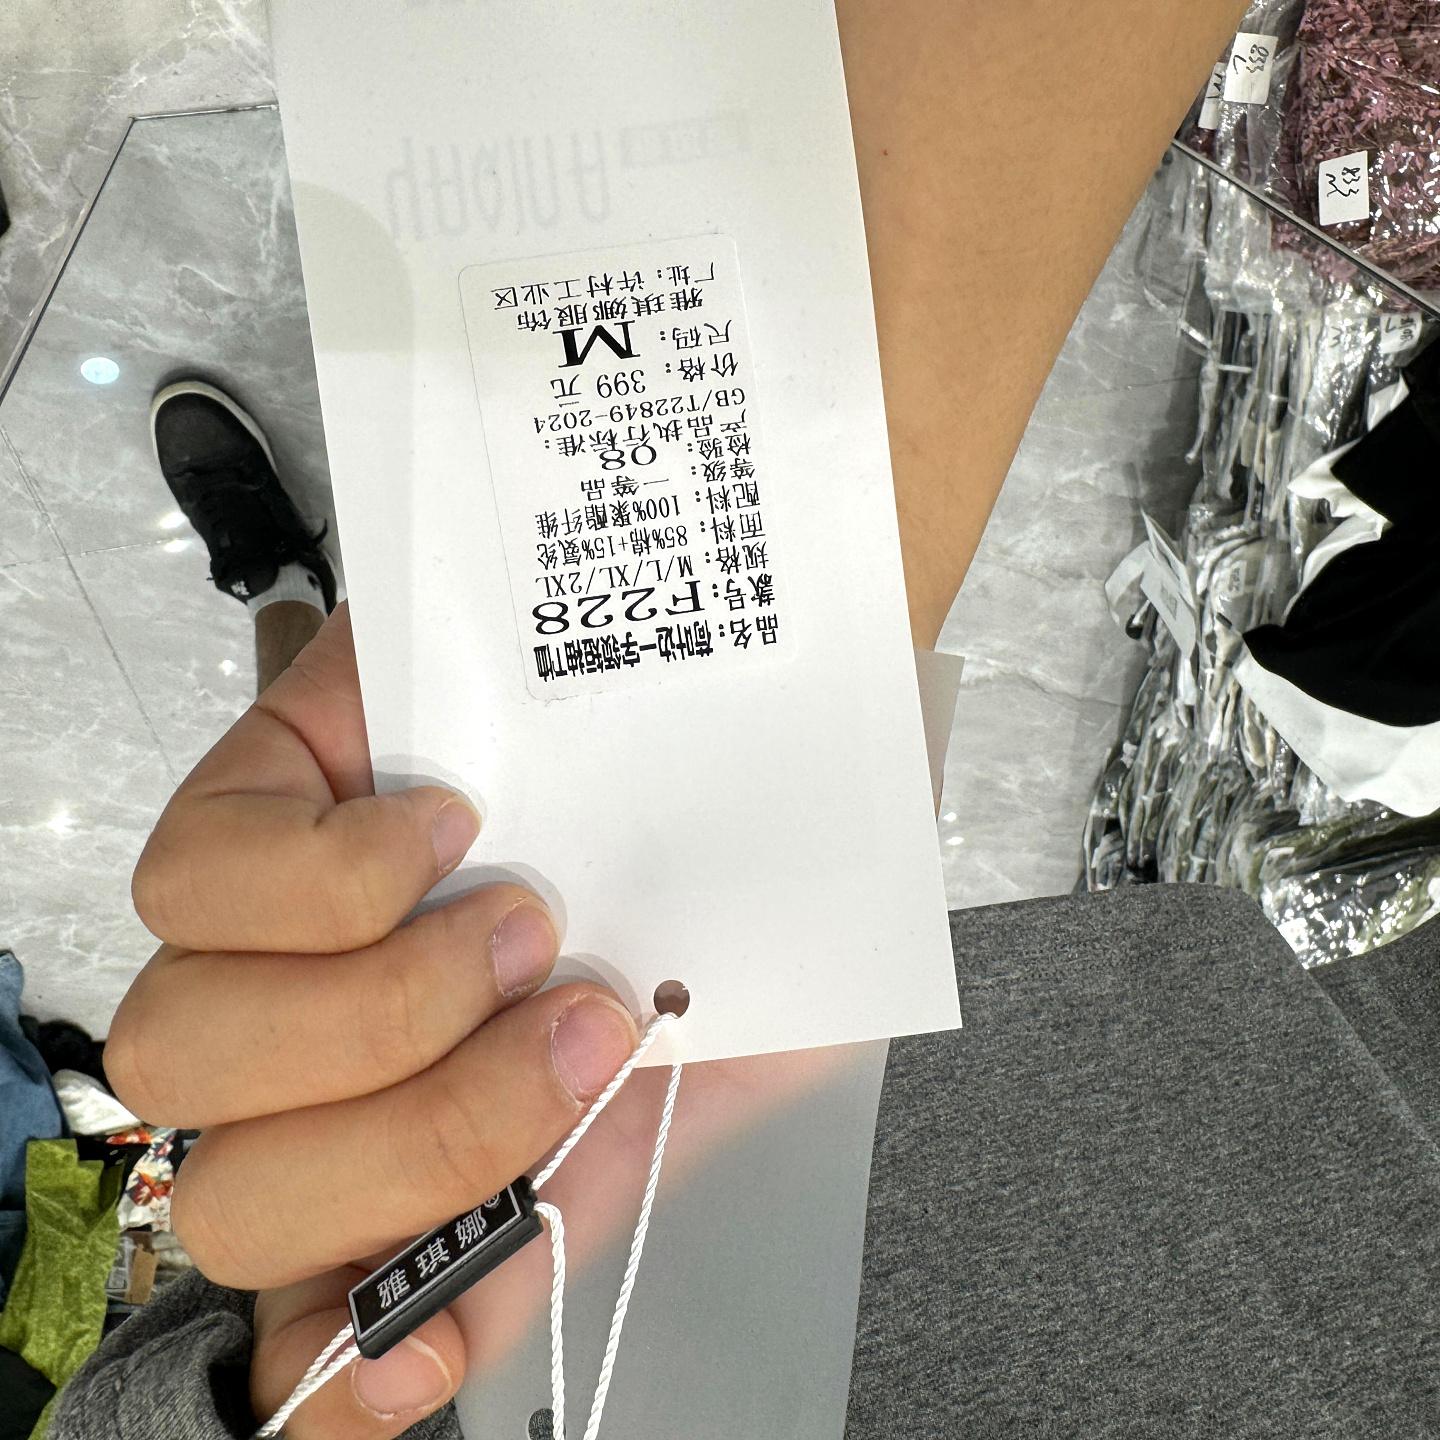 品名：荷叶边一字领短袖T恤
款号：F228
规格：M/L/XL/2XL
面料：85%棉+15%氨纶
配料：100%聚酯纤维
等级：一等品
检验：08
产品执行标准：
GB/T22849-2024
价格：399 元
尺码：M
雅琪娜服饰
厂址：许村工业区
雅琪娜®
833
L
833
M